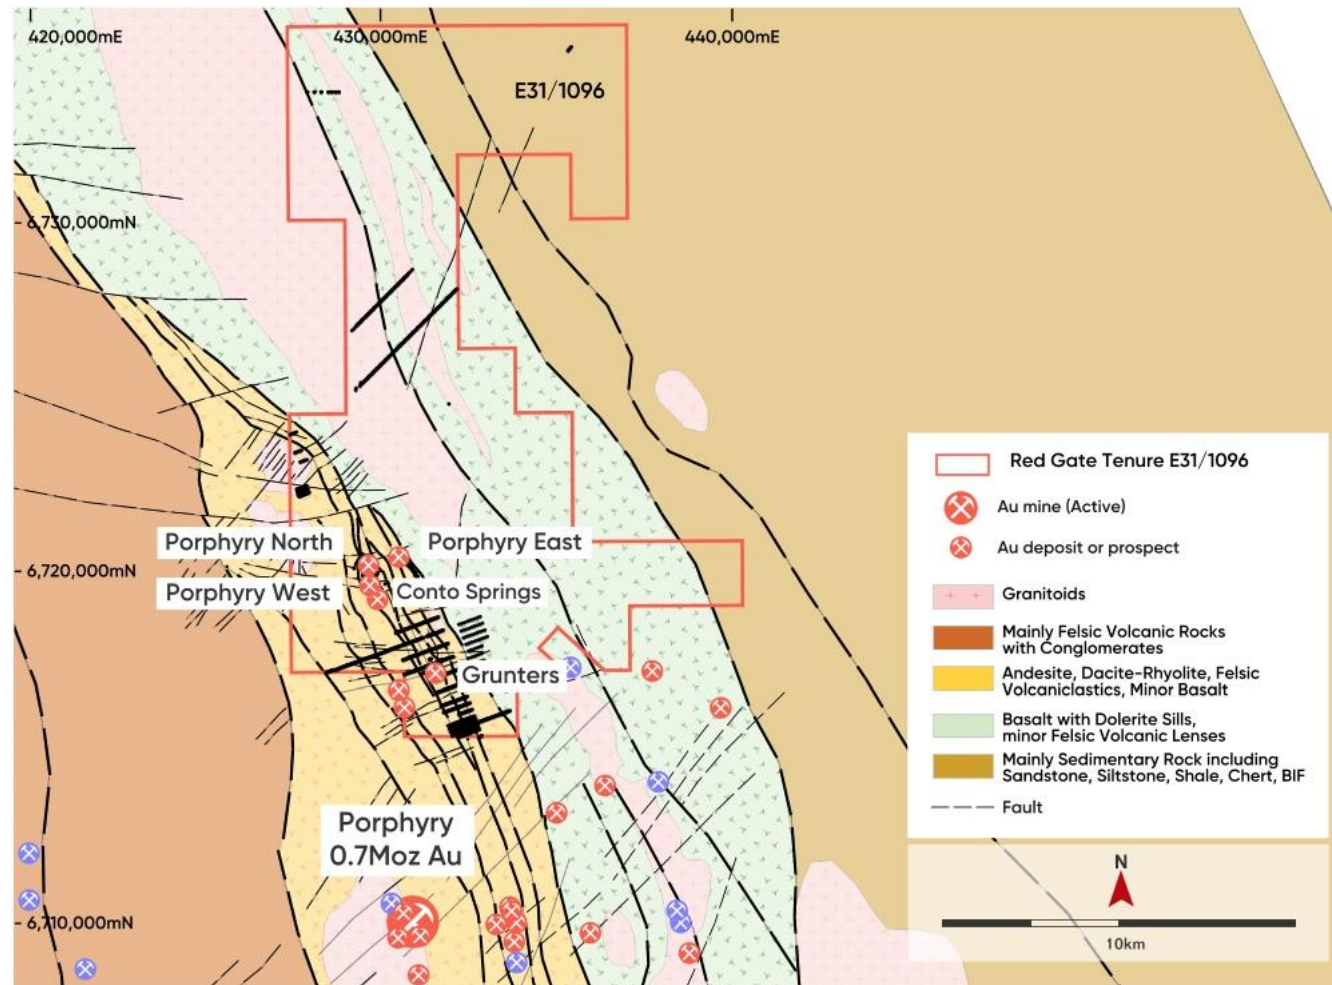 420,000mE
430,000mE
440,000mE
E31/1096
6,730,000mN
Porphyry North
Porphyry East
6,720,000mN
Porphyry West
Conto Springs
Grunters
Porphyry
0.7Moz Au
6,710,000mN
Red Gate Tenure E31/1096
Au mine (Active)
Au deposit or prospect
Granitoids
Mainly Felsic Volcanic Rocks
with Conglomerates
Andesite, Dacite-Rhyolite, Felsic
Volcaniclastics, Minor Basalt
Basalt with Dolerite Sills,
minor Felsic Volcanic Lenses
Mainly Sedimentary Rock including
Sandstone, Siltstone, Shale, Chert, BIF
Fault
N
10km